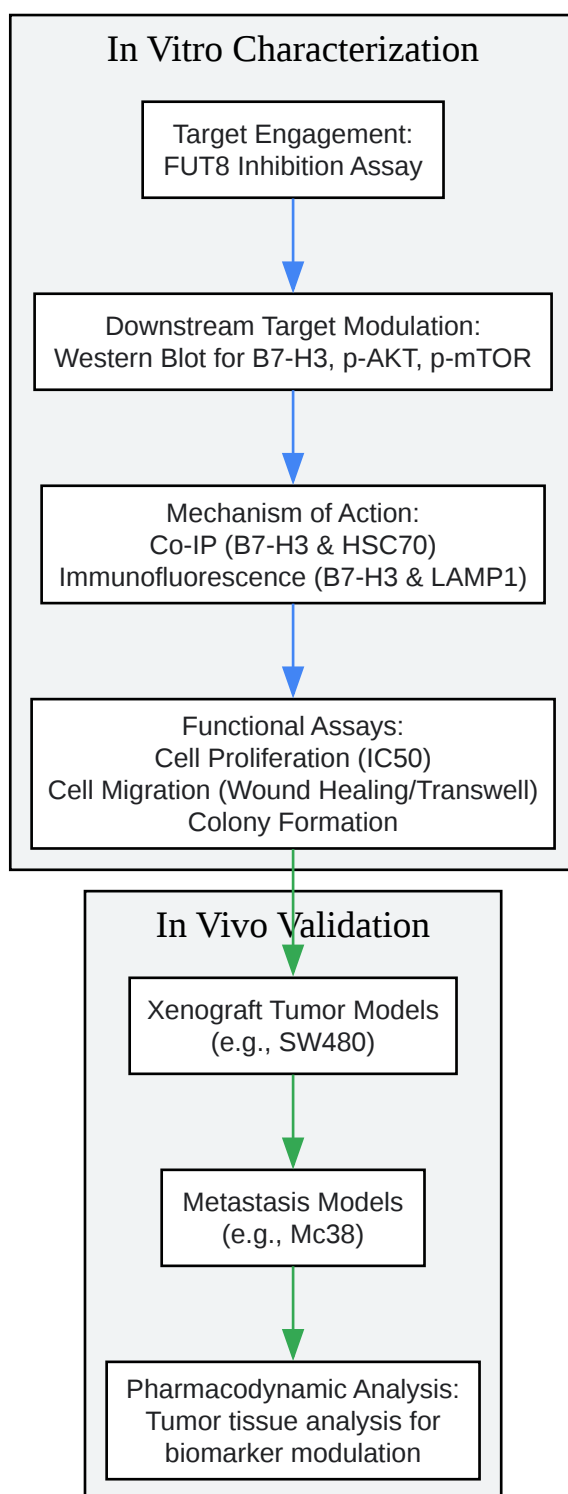 In Vitro Characterization
Target Engagement:
FUT8 Inhibition Assay
Downstream Target Modulation:
Western Blot for B7-H3, p-AKT, p-mTOR
Mechanism of Action:
Co-IP (B7-H3 & HSC70)
Immunofluorescence (B7-H3 & LAMP1)
Functional Assays:
Cell Proliferation (IC50)
Cell Migration (Wound Healing/Transwell)
Colony Formation
In Vivo Validation
Xenograft Tumor Models
(e.g., SW480)
Metastasis Models
(e.g., Mc38)
Pharmacodynamic Analysis:
Tumor tissue analysis for
biomarker modulation